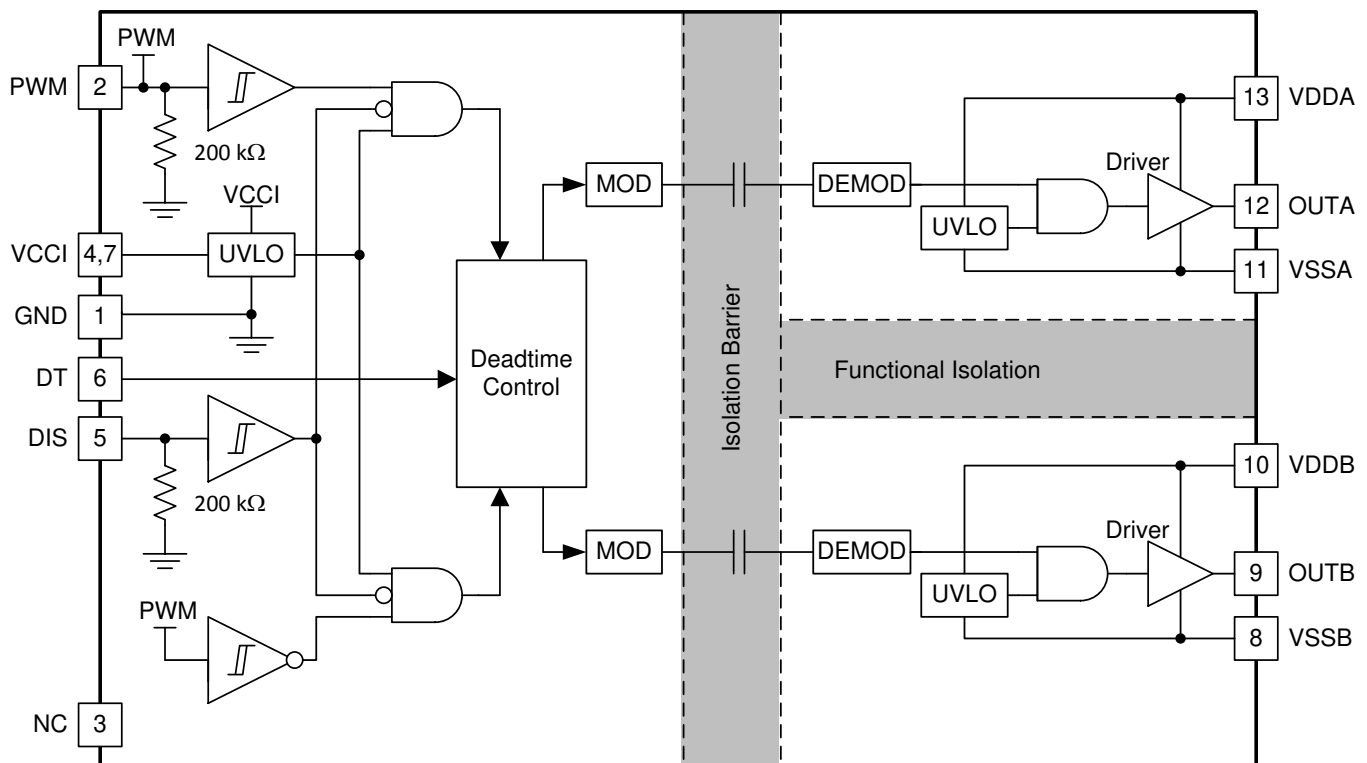 PWM
PWM 2
200 kΩ
VCCI
VCCI 4,7 UVLO
GND 1
DT 6
DIS 5
200 kΩ
PWM
NC 3
Deadtime
Control
MOD
MOD
Isolation Barrier
Functional Isolation
DEMOD
UVLO
Driver
13 VDDA
12 OUTA
11 VSSA
DEMOD
UVLO
Driver
10 VDDB
9 OUTB
8 VSSB